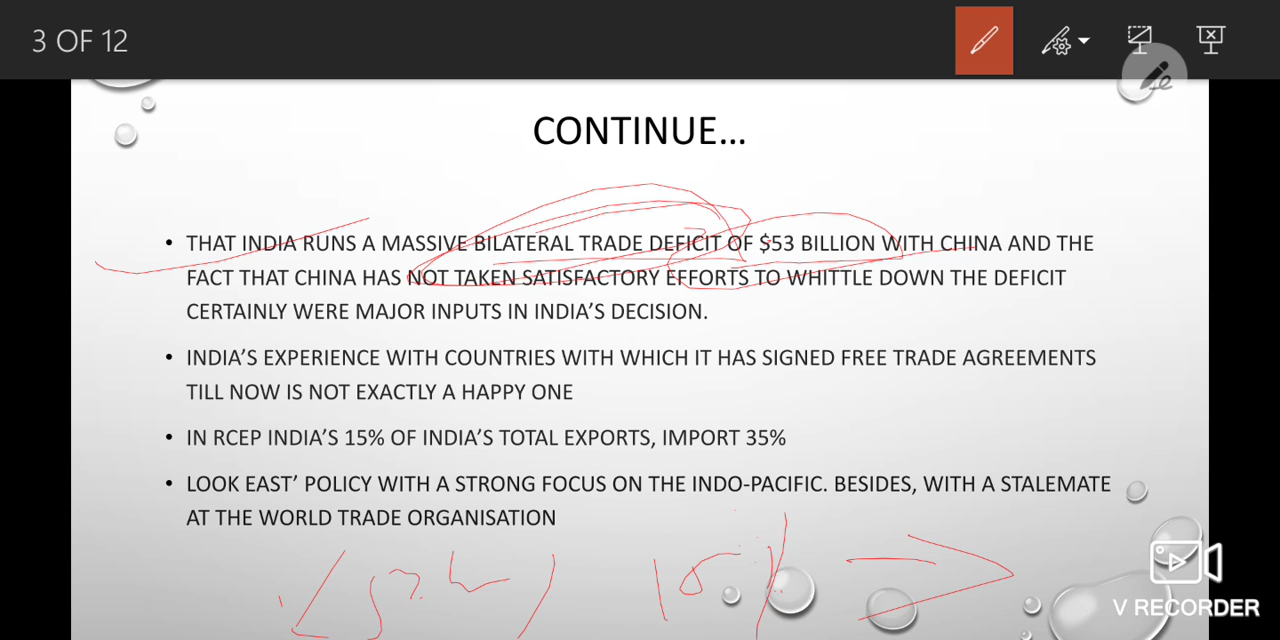 3 OF 12
CONTINUE...
• THAT INDIA RUNS A MASSIVE BILATERAL TRADE DEFICIT OF $53 BILLION WITH CHINA AND THE
FACT THAT CHINA HAS NOT TAKEN SATISFACTORY EFFORTS TO WHITTLE DOWN THE DEFICIT
CERTAINLY WERE MAJOR INPUTS IN INDIA'S DECISION.
• INDIA'S EXPERIENCE WITH COUNTRIES WITH WHICH IT HAS SIGNED FREE TRADE AGREEMENTS
TILL NOW IS NOT EXACTLY A HAPPY ONE
• IN RCEP INDIA'S 15% OF INDIA'S TOTAL EXPORTS, IMPORT 35%
• LOOK EAST' POLICY WITH A STRONG FOCUS ON THE INDO-PACIFIC. BESIDES, WITH A STALEMATE
AT THE WORLD TRADE ORGANISATION
V RECORDER